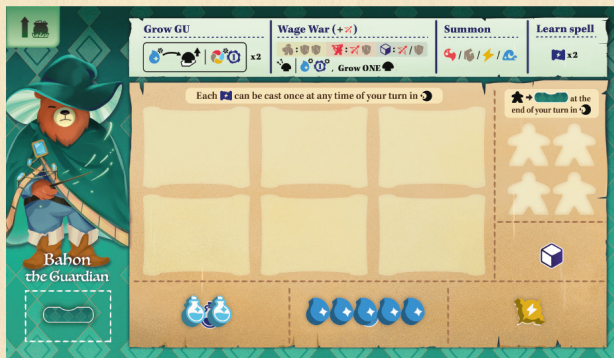 Grow GU
x2
Wage War (+ )
: : : /
| . Grow ONE
Summon
/ / /
Learn spell
x2
Each can be cast once at any time of your turn in
at the
end of your turn in
Bahon
the Guardian